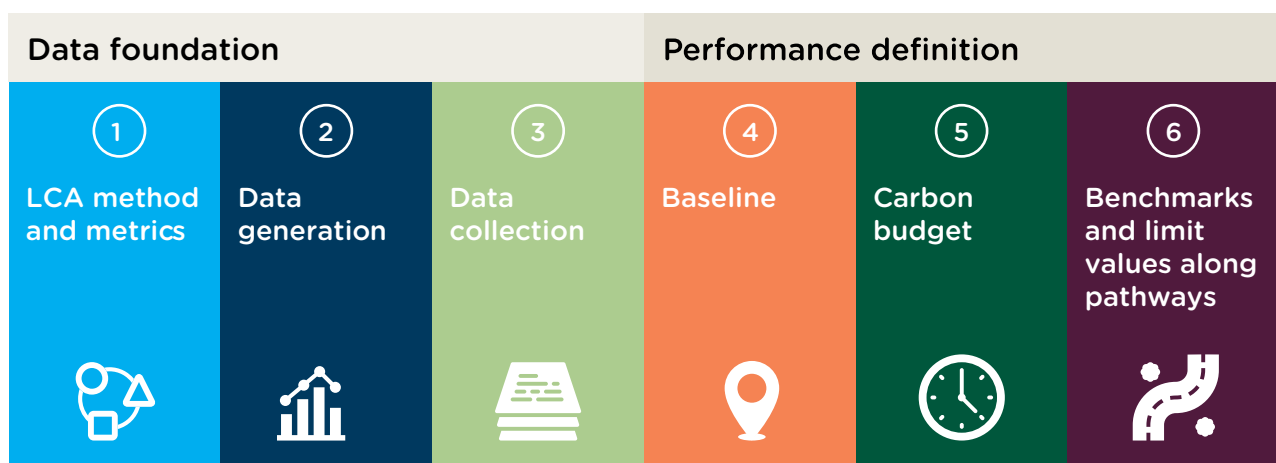 Data foundation
Performance definition
1
LCA method
and metrics
2
Data
generation
3
Data
collection
4
Baseline
5
Carbon
budget
6
Benchmarks
and limit
values along
pathways